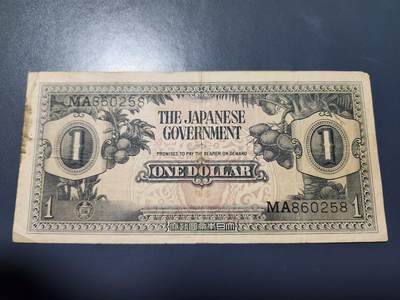 MA860258
THE JAPANESE
GOVERNMENT
PROMISES TO PAY THE BEARER ON DEMAND
1
1
ONE DOLLAR
MA860258
1
1